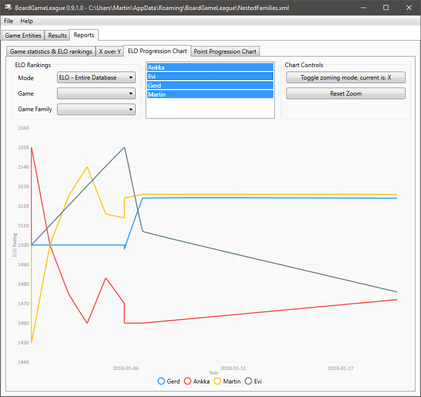 BoardGameLeague 0.9.1.0 - C:\Users\Martin\AppData\Roaming\BoardGameLeague\NestedFamilies.xml
File Help
Game Entities Results Reports
Game statistics & ELO rankings X over Y ELO Progression Chart Point Progression Chart
ELO Rankings
Mode ELO - Entire Database
Game
Game Family
Ankka
Evi
Gerd
Martin
Chart Controls
Toggle zooming mode, current is: X
Reset Zoom
1560
1550
1540
1530
1520
1510
1500
1490
1480
1470
1460
1450
1440
ELO Rating
2018-01-06 2018-01-11 2018-01-17
Year
Gerd Ankka Martin Evi